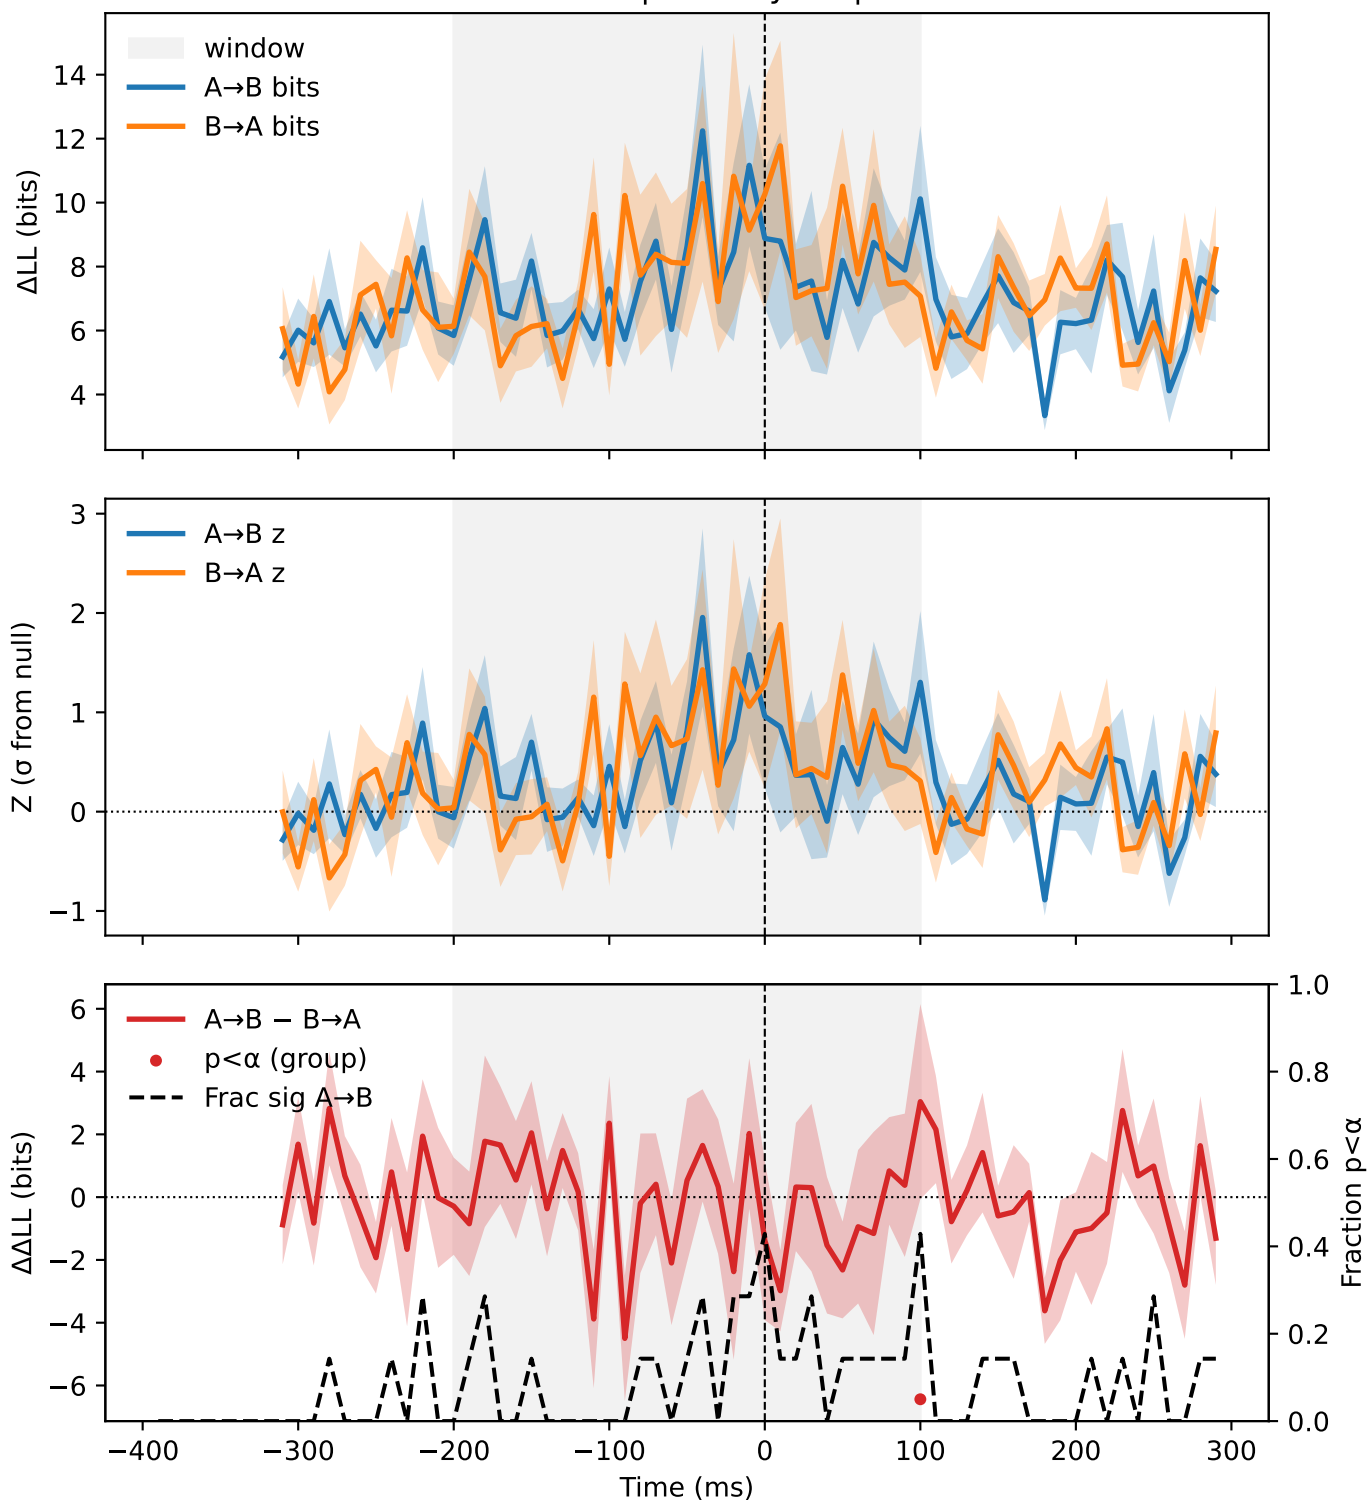 window
A→B bits
B→A bits
ΔLL (bits)
14
12
10
8
6
4
A→B z
B→A z
Z (σ from null)
3
2
1
0
−1
A→B − B→A
p<α (group)
Frac sig A→B
ΔΔLL (bits)
6
4
2
0
−2
−4
−6
1.0
0.8
0.6
0.4
0.2
0.0
Fraction p<α
−400 −300 −200 −100 0 100 200 300
Time (ms)